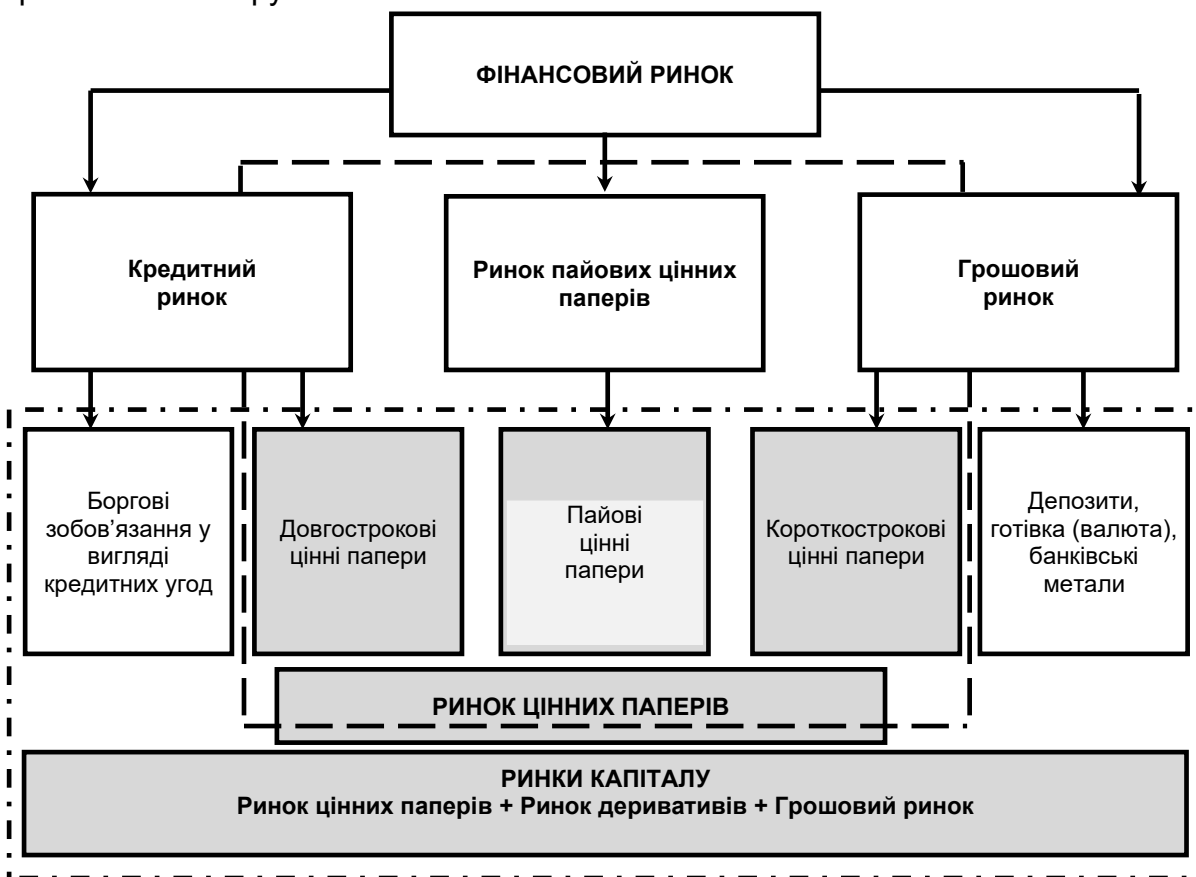 ФІНАНСОВИЙ РИНОК
Кредитний
ринок
Ринок пайових цінних
паперів
Грошовий
ринок
Боргові
зобов’язання у
вигляді
кредитних угод
Довгострокові
цінні папери
Пайові
цінні
папери
Короткострокові
цінні папери
Депозити,
готівка (валюта),
банківські
метали
РИНОК ЦІННИХ ПАПЕРІВ
РИНКИ КАПІТАЛУ
Ринок цінних паперів + Ринок деривативів + Грошовий ринок